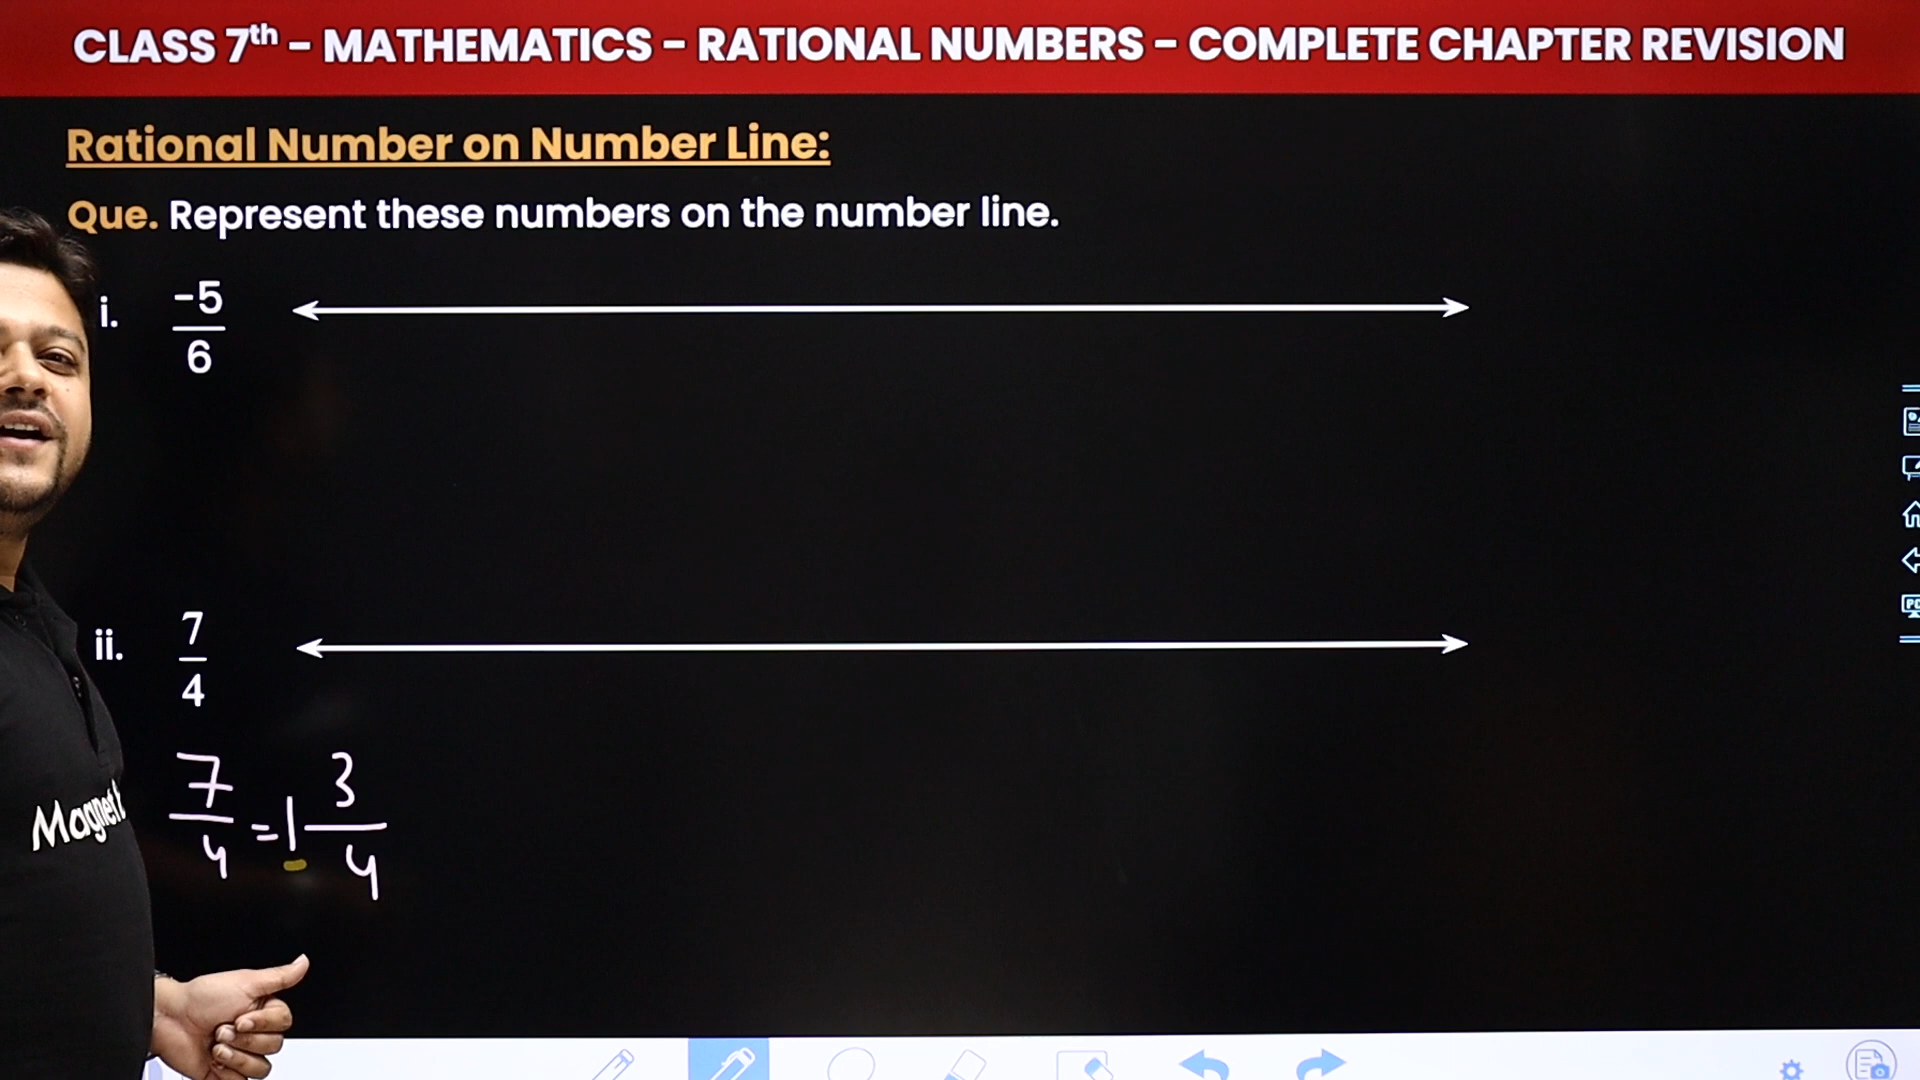 CLASS 7th - MATHEMATICS - RATIONAL NUMBERS - COMPLETE CHAPTER REVISION
Rational Number on Number Line:
Que. Represent these numbers on the number line.
i. -5/6
ii. 7/4
7/4 = 1 3/4
Magnet